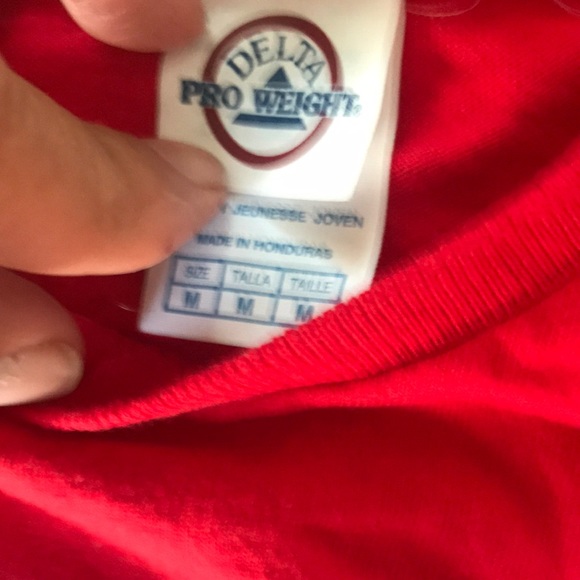 DELTA
PRO WEIGHT®
JEUNESSE JOVEN
MADE IN HONDURAS
SIZE TALLA TAILLE
M M M